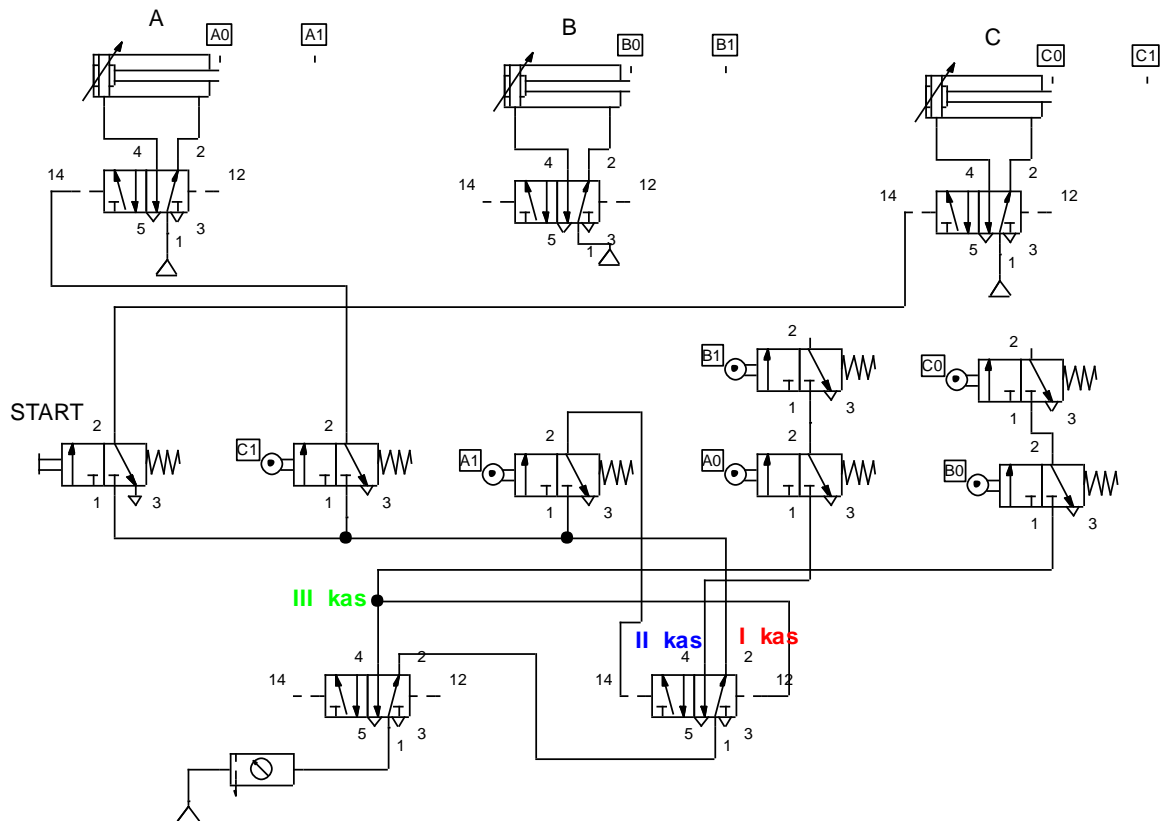 A A0 A1 B B0 B1 C C0 C1
4 2 4 2 4 2
14 12 14 12 14 12
5 1 3 5 1 3 5 1 3
B1 2 1 3
C0 2 1 3
START 2 1 3
C1 2 1 3
A1 2 1 3
A0 2 1 3
B0 2 1 3
III kas
II kas I kas
14 4 2 12 14 4 2 12
5 1 3 5 1 3